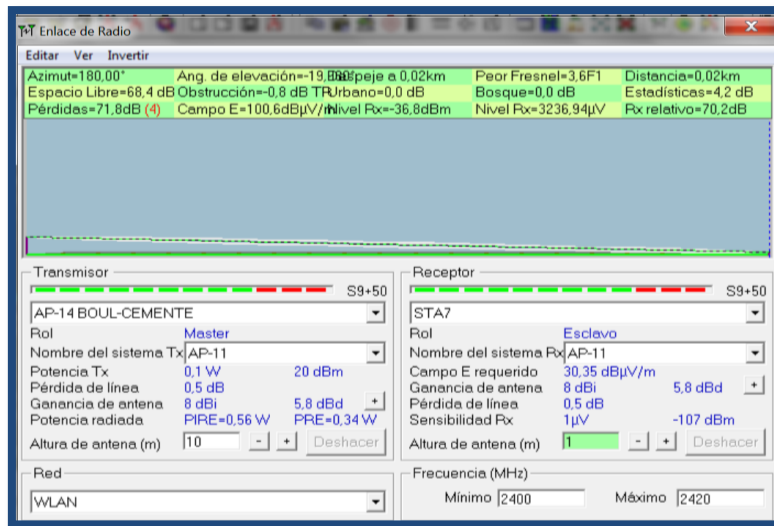 Enlace de Radio
Editar Ver Invertir
Azimut=180,00° Ang. de elevación=-19, Despeje a 0,02km Peor Fresnel=3,6F1 Distancia=0,02km
Espacio Libre=68,4 dB Obstrucción=-0,8 dB TR Urbano=0,0 dB Bosque=0,0 dB Estadísticas=4,2 dB
Pérdidas=71,8dB (4) Campo E=100,6dBµV/m Nivel Rx=-36,8dBm Nivel Rx=3236,94µV Rx relativo=70,2dB
Transmisor
S9+50
AP-14 BOUL-CEMENTE
Rol Master
Nombre del sistema Tx AP-11
Potencia Tx 0,1 W 20 dBm
Pérdida de línea 0,5 dB
Ganancia de antena 8 dBi 5,8 dBd +
Potencia radiada PIRE=0,56 W PRE=0,34 W
Altura de antena (m) 10 - + Deshacer
Receptor
S9+50
STA7
Rol Esclavo
Nombre del sistema Rx AP-11
Campo E requerido 30,35 dBµV/m
Ganancia de antena 8 dBi 5,8 dBd +
Pérdida de línea 0,5 dB
Sensibilidad Rx 1µV -107 dBm
Altura de antena (m) 1 - + Deshacer
Red
WLAN
Frecuencia (MHz)
Mínimo 2400 Máximo 2420